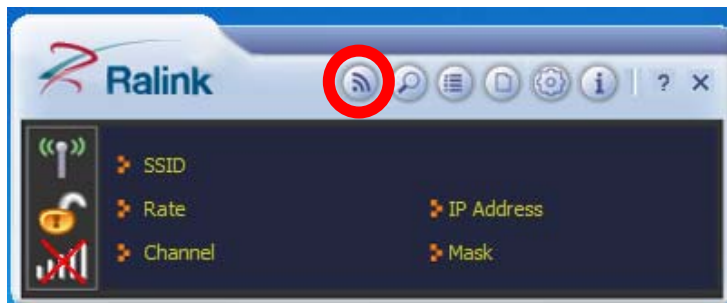 Ralink
i ? ×
SSID
Rate IP Address
Channel Mask